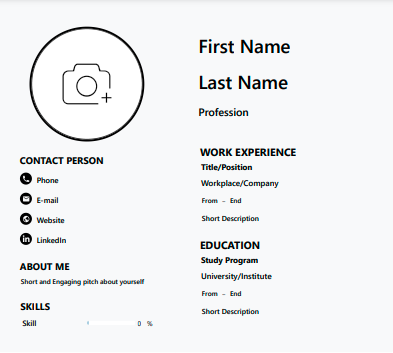 First Name
Last Name
Profession
CONTACT PERSON
Phone
E-mail
Website
LinkedIn
ABOUT ME
Short and Engaging pitch about yourself
SKILLS
Skill 0 %
WORK EXPERIENCE
Title/Position
Workplace/Company
From – End
Short Description
EDUCATION
Study Program
University/Institute
From – End
Short Description